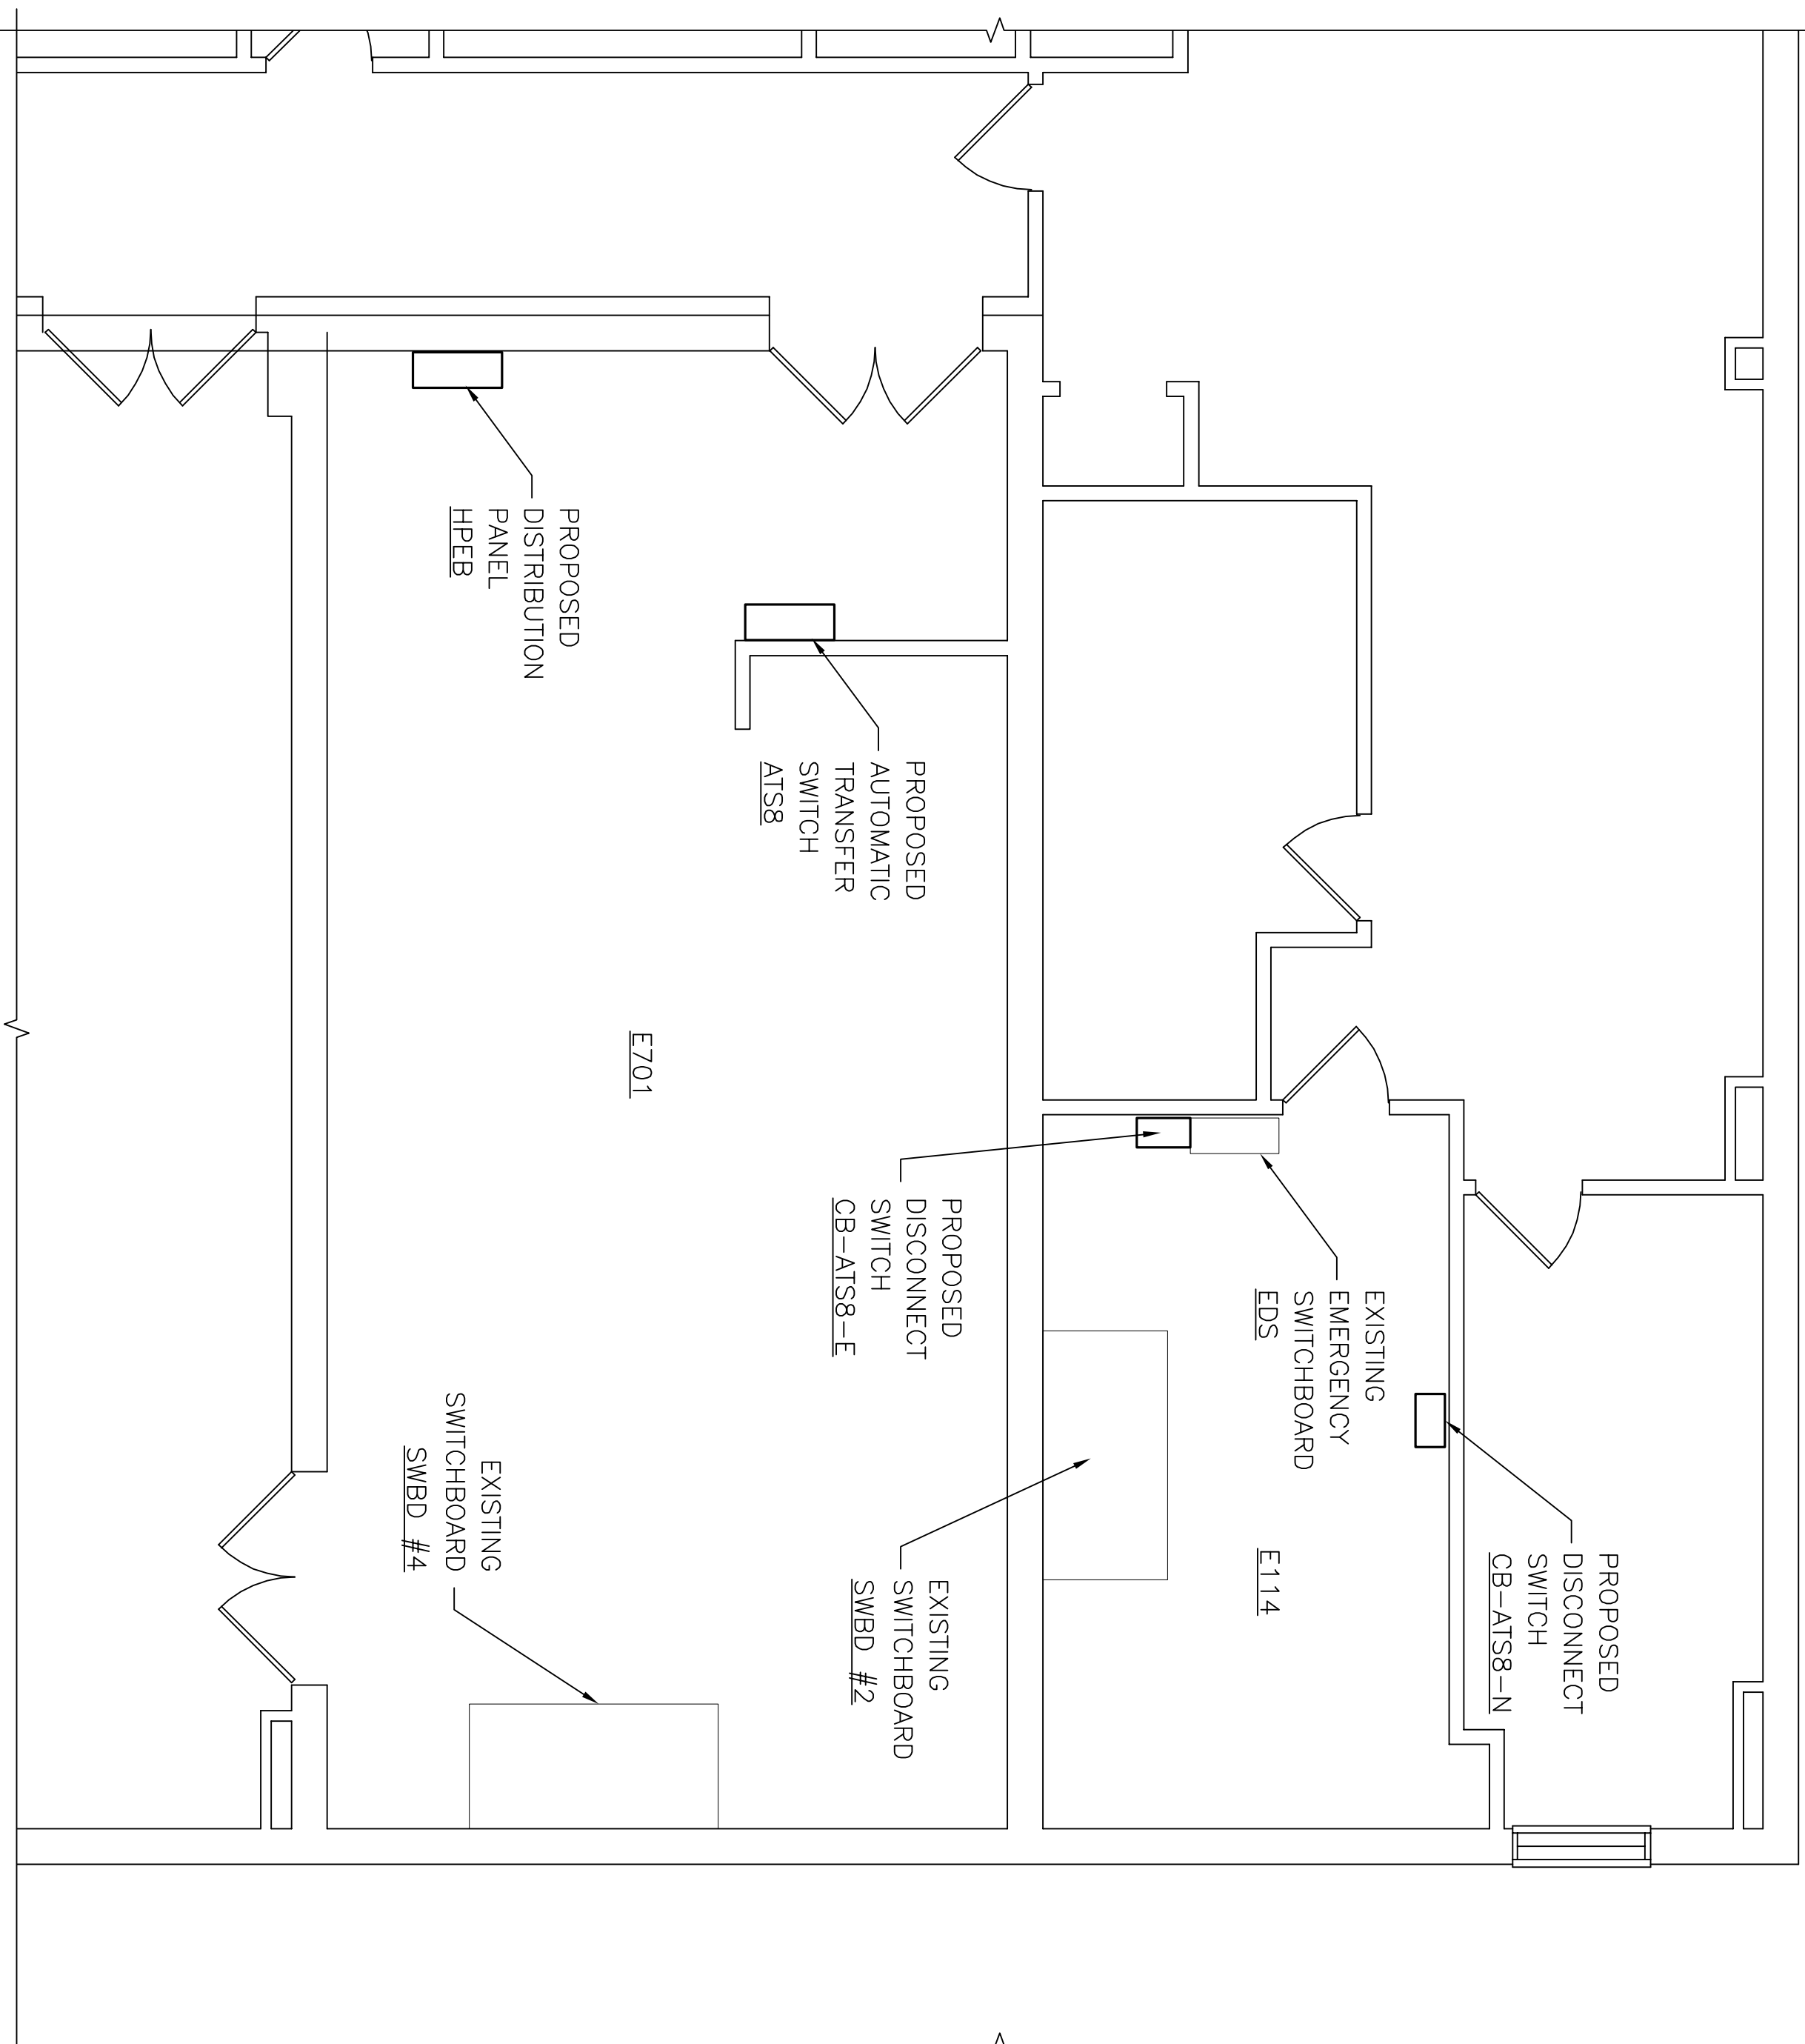 PROPOSED
DISCONNECT
SWITCH
CB-ATS8-N
EXISTING
EMERGENCY
SWITCHBOARD
EDS
E114
PROPOSED
DISCONNECT
SWITCH
CB-ATS8-E
EXISTING
SWITCHBOARD
SWBD #2
PROPOSED
AUTOMATIC
TRANSFER
SWITCH
ATS8
E701
PROPOSED
DISTRIBUTION
PANEL
HPEB
EXISTING
SWITCHBOARD
SWBD #4